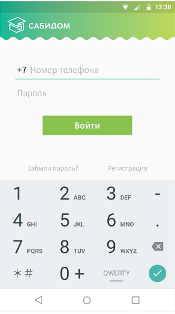 12:30
САБИДОМ
+7 Номер телефона
Пароль
Войти
Забыли пароль? Регистрация
1 2 ABC 3 DEF -
4 GHI 5 JKL 6 MNO .
7 PQRS 8 TUV 9 WXYZ
*# 0 + QWERTY